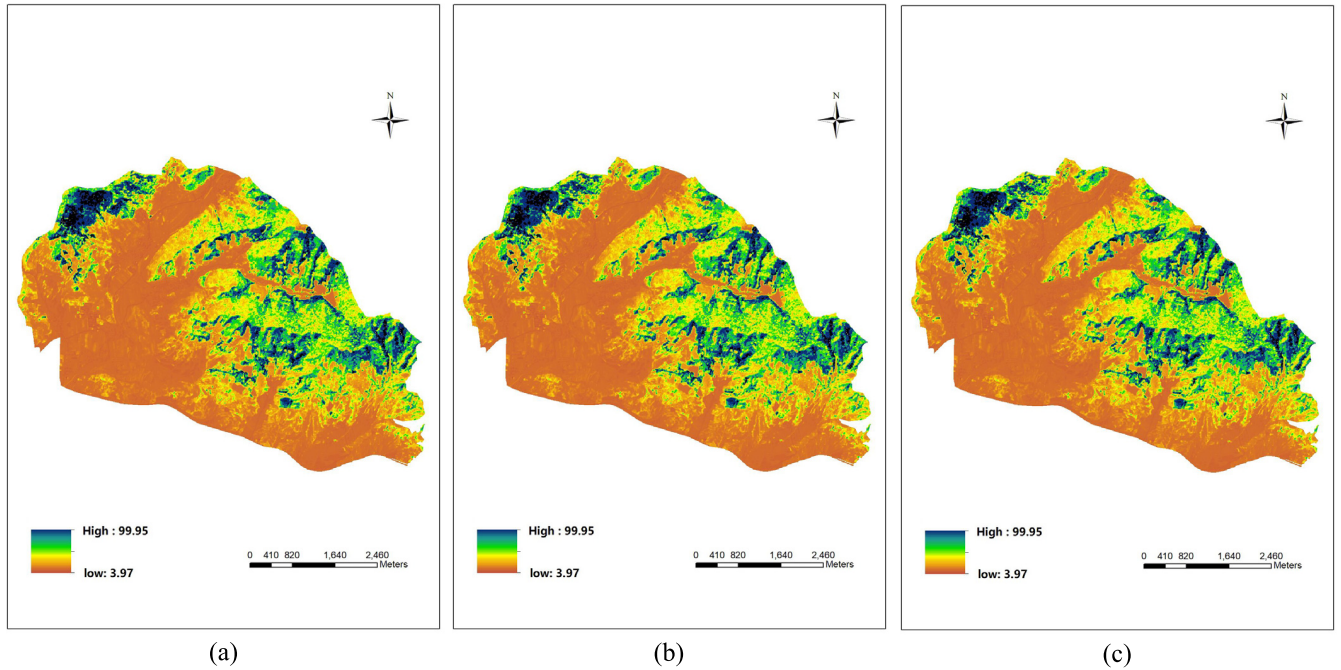 N
High : 99.95
low: 3.97
0 410 820 1,640 2,460
Meters
(a)
N
High : 99.95
low: 3.97
0 410 820 1,640 2,460
Meters
(b)
N
High : 99.95
low: 3.97
0 410 820 1,640 2,460
Meters
(c)